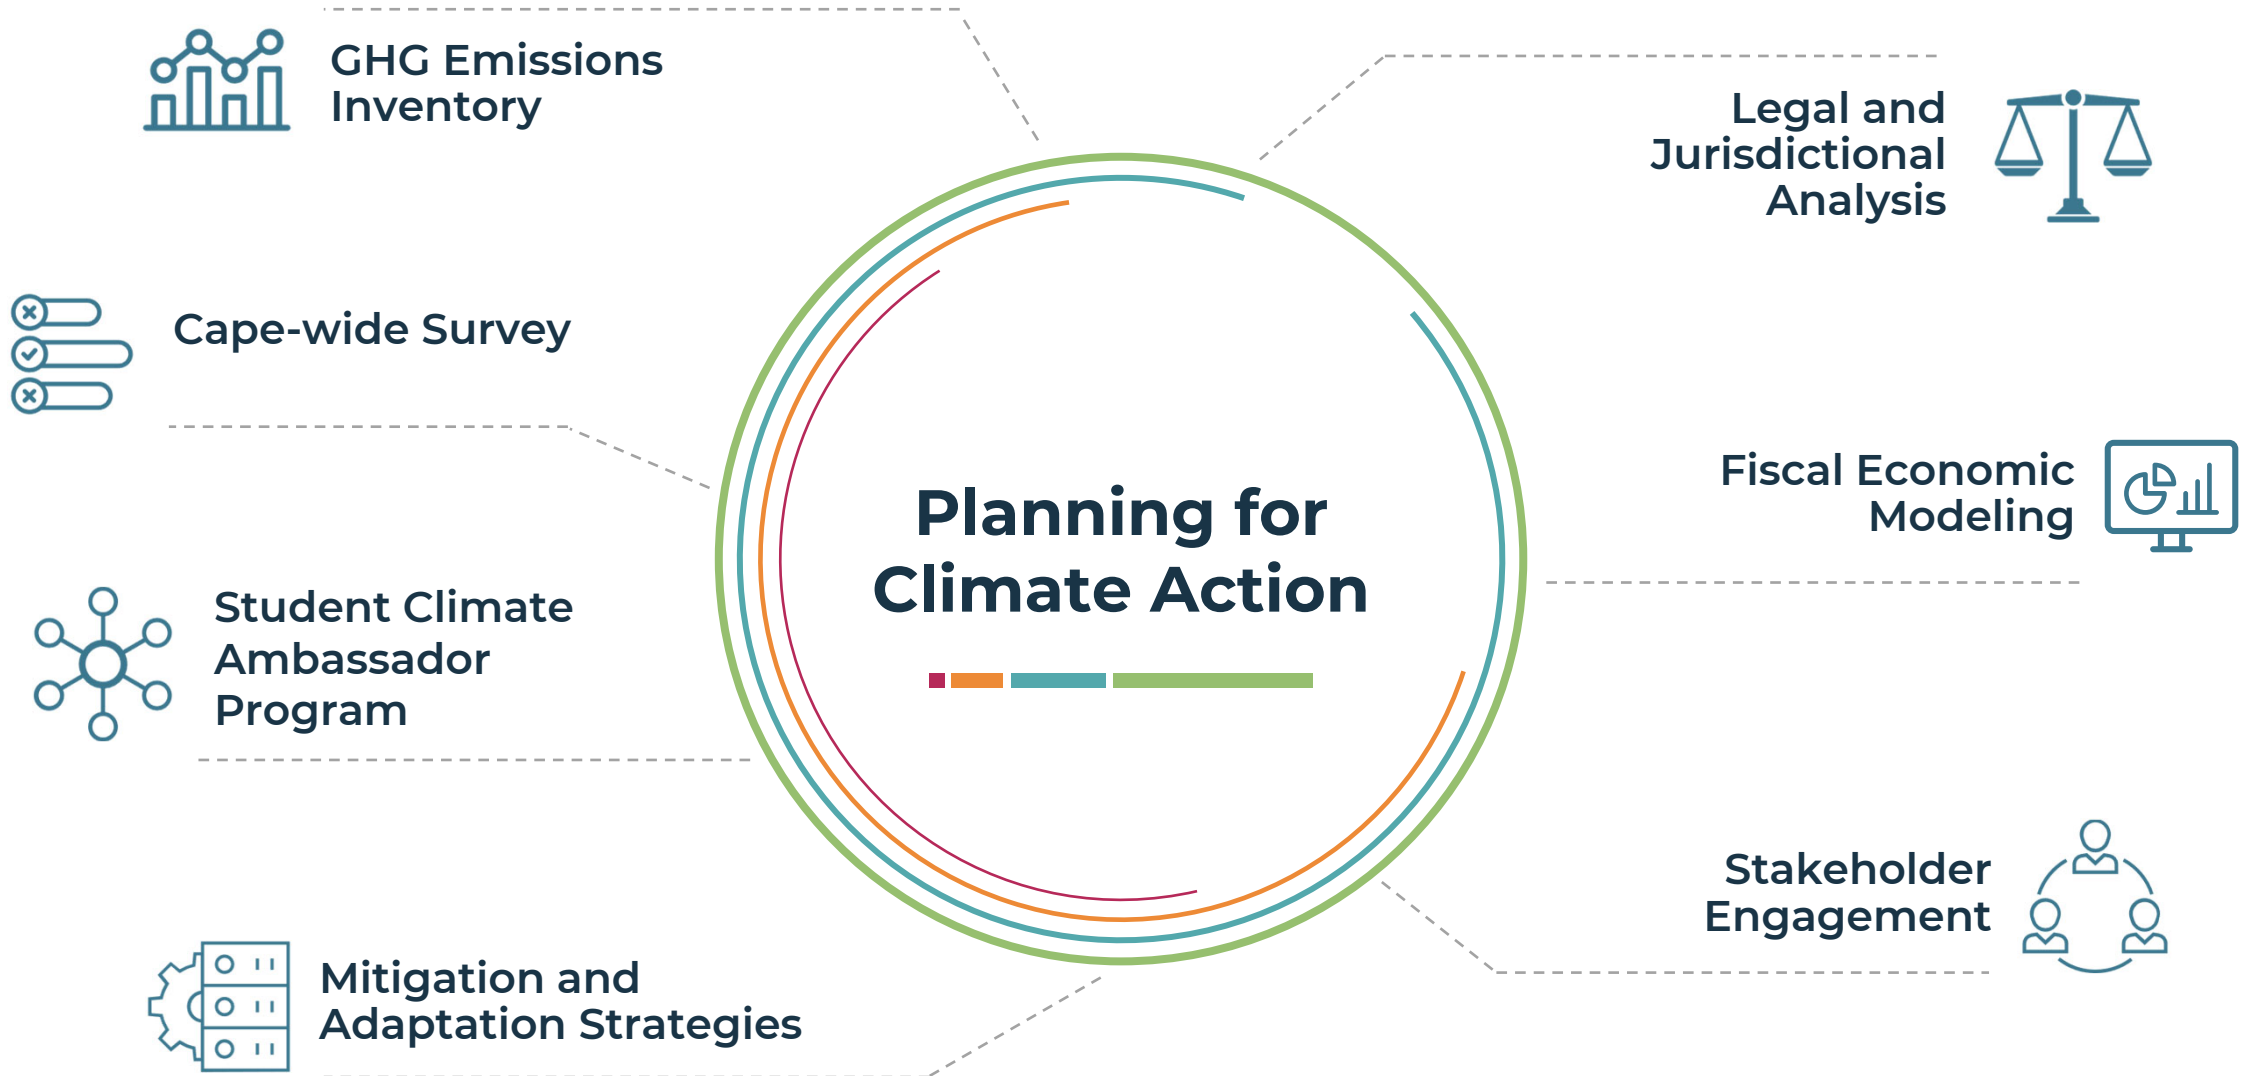 GHG Emissions
Inventory
Legal and
Jurisdictional
Analysis
Cape-wide Survey
Fiscal Economic
Modeling
Planning for
Climate Action
Student Climate
Ambassador
Program
Stakeholder
Engagement
Mitigation and
Adaptation Strategies